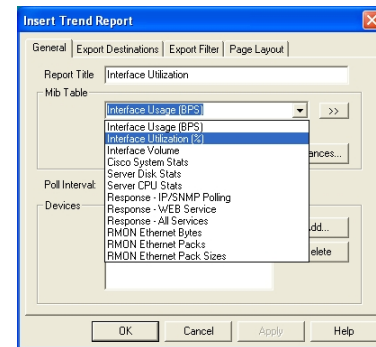 Insert Trend Report
General Export Destinations Export Filter Page Layout
Report Title Interface Utilization
Mib Table
Interface Usage (BPS)
>>
Interface Usage (BPS)
Interface Utilization (%)
Interface Volume
Cisco System Stats
ances...
Server Disk Stats
Server CPU Stats
Poll Interval:
Response - IP/SNMP Polling
Response - WEB Service
Devices
Response - All Services
RMON Ethernet Bytes
dd...
RMON Ethernet Packs
RMON Ethernet Pack Sizes
elete
OK Cancel Apply Help